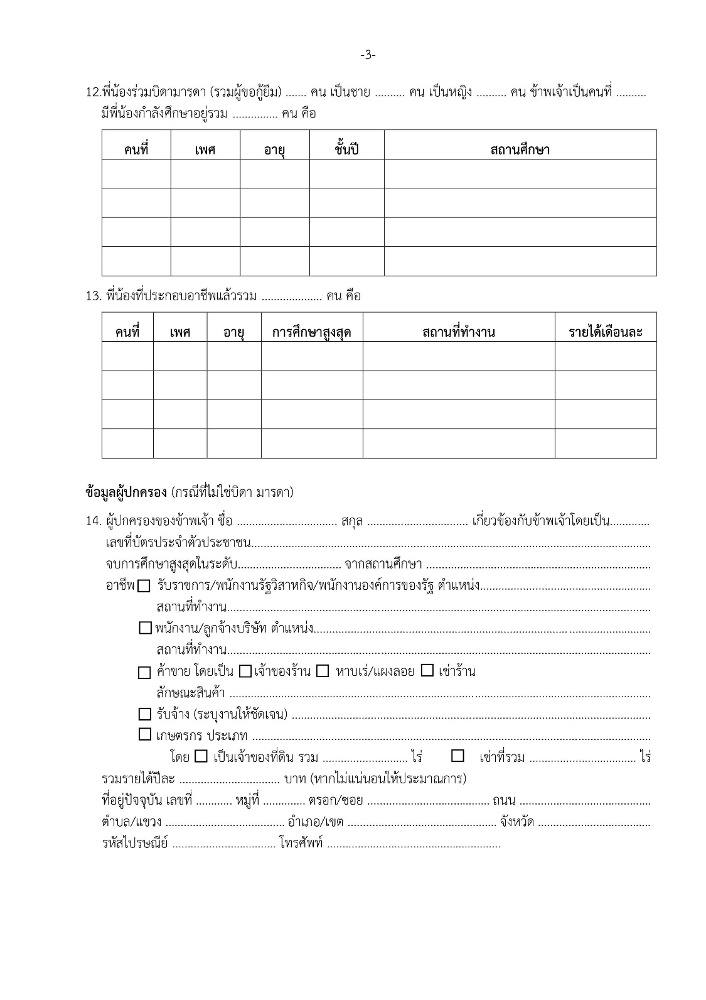 -3-
12.พี่น้องร่วมบิดามารดา (รวมผู้ขอกู้ยืม) ....... คน เป็นชาย .......... คน เป็นหญิง .......... คน ข้าพเจ้าเป็นคนที่ ..........
มีพี่น้องกำลังศึกษาอยู่รวม ............... คน คือ
คนที่ เพศ อายุ ชั้นปี สถานศึกษา
13. พี่น้องที่ประกอบอาชีพแล้วรวม .................... คน คือ
คนที่ เพศ อายุ การศึกษาสูงสุด สถานที่ทำงาน รายได้เดือนละ
ข้อมูลผู้ปกครอง (กรณีที่ไม่ใช่บิดา มารดา)
14. ผู้ปกครองของข้าพเจ้า ชื่อ ................................. สกุล ................................. เกี่ยวข้องกับข้าพเจ้าโดยเป็น.............
เลขที่บัตรประจำตัวประชาชน....................................................................................................................................
จบการศึกษาสูงสุดในระดับ.................................. จากสถานศึกษา ..........................................................................
อาชีพ☐ รับราชการ/พนักงานรัฐวิสาหกิจ/พนักงานองค์การของรัฐ ตำแหน่ง........................................................
สถานที่ทำงาน............................................................................................................................................
☐พนักงาน/ลูกจ้างบริษัท ตำแหน่ง...............................................................................................................
สถานที่ทำงาน............................................................................................................................................
☐ ค้าขาย โดยเป็น ☐เจ้าของร้าน ☐ หาบเร่/แผงลอย ☐ เช่าร้าน
ลักษณะสินค้า ...........................................................................................................................................
☐ รับจ้าง (ระบุงานให้ชัดเจน) ......................................................................................................................
☐ เกษตรกร ประเภท ...................................................................................................................................
โดย ☐ เป็นเจ้าของที่ดิน รวม ............................ ไร่ ☐ เช่าที่รวม ................................... ไร่
รวมรายได้ปีละ ................................. บาท (หากไม่แน่นอนให้ประมาณการ)
ที่อยู่ปัจจุบัน เลขที่ ............ หมู่ที่ .............. ตรอก/ซอย ........................................ ถนน ...........................................
ตำบล/แขวง ....................................... อำเภอ/เขต ................................................. จังหวัด .....................................
รหัสไปรษณีย์ .................................. โทรศัพท์ .........................................................